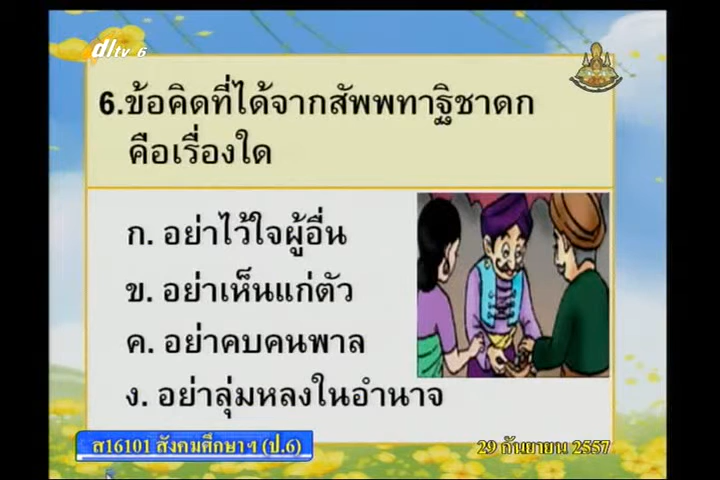 dltv 6
6.ข้อคิดที่ได้จากสัพพทาฐิชาดก
คือเรื่องใด
ก. อย่าไว้ใจผู้อื่น
ข. อย่าเห็นแก่ตัว
ค. อย่าคบคนพาล
ง. อย่าลุ่มหลงในอำนาจ
ส16101 สังคมศึกษาฯ (ป.6)
29 กันยายน 2557